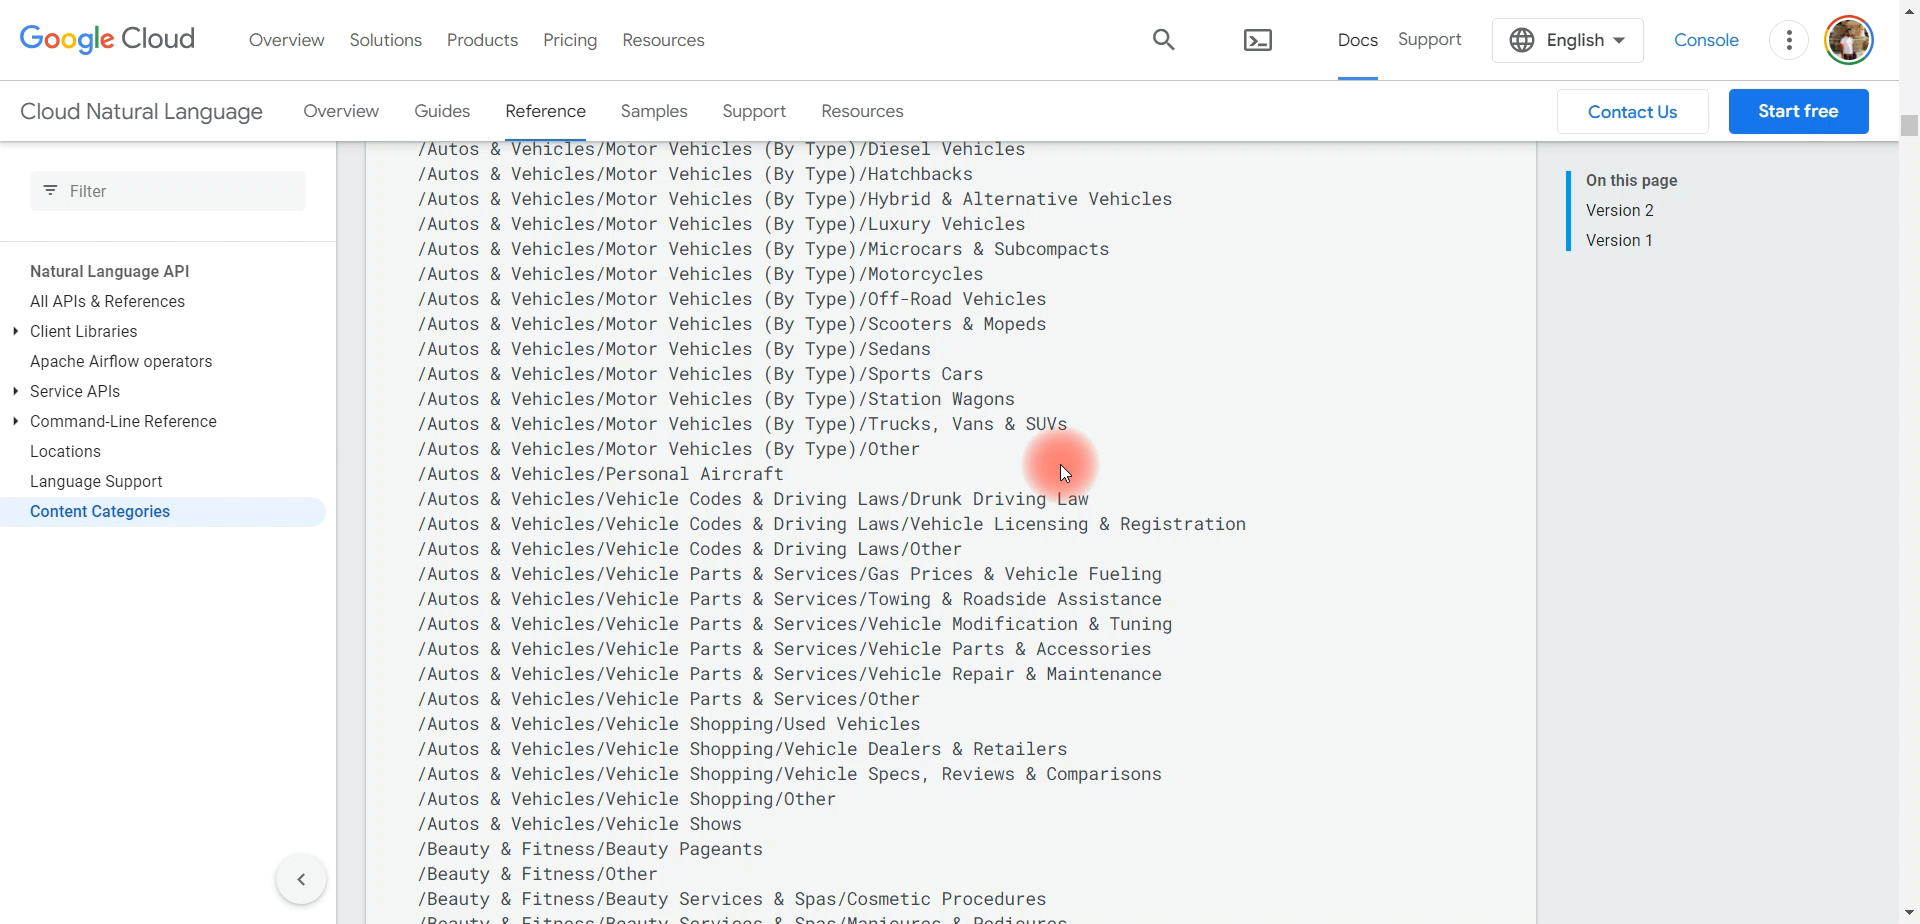 Google Cloud
Overview Solutions Products Pricing Resources
Docs Support English Console
Cloud Natural Language
Overview Guides Reference Samples Support Resources
Contact Us Start free
Filter
Natural Language API
All APIs & References
Client Libraries
Apache Airflow operators
Service APIs
Command-Line Reference
Locations
Language Support
Content Categories
/Autos & Vehicles/Motor Vehicles (By Type)/Diesel Vehicles
/Autos & Vehicles/Motor Vehicles (By Type)/Hatchbacks
/Autos & Vehicles/Motor Vehicles (By Type)/Hybrid & Alternative Vehicles
/Autos & Vehicles/Motor Vehicles (By Type)/Luxury Vehicles
/Autos & Vehicles/Motor Vehicles (By Type)/Microcars & Subcompacts
/Autos & Vehicles/Motor Vehicles (By Type)/Motorcycles
/Autos & Vehicles/Motor Vehicles (By Type)/Off-Road Vehicles
/Autos & Vehicles/Motor Vehicles (By Type)/Scooters & Mopeds
/Autos & Vehicles/Motor Vehicles (By Type)/Sedans
/Autos & Vehicles/Motor Vehicles (By Type)/Sports Cars
/Autos & Vehicles/Motor Vehicles (By Type)/Station Wagons
/Autos & Vehicles/Motor Vehicles (By Type)/Trucks, Vans & SUVs
/Autos & Vehicles/Motor Vehicles (By Type)/Other
/Autos & Vehicles/Personal Aircraft
/Autos & Vehicles/Vehicle Codes & Driving Laws/Drunk Driving Law
/Autos & Vehicles/Vehicle Codes & Driving Laws/Vehicle Licensing & Registration
/Autos & Vehicles/Vehicle Codes & Driving Laws/Other
/Autos & Vehicles/Vehicle Parts & Services/Gas Prices & Vehicle Fueling
/Autos & Vehicles/Vehicle Parts & Services/Towing & Roadside Assistance
/Autos & Vehicles/Vehicle Parts & Services/Vehicle Modification & Tuning
/Autos & Vehicles/Vehicle Parts & Services/Vehicle Parts & Accessories
/Autos & Vehicles/Vehicle Parts & Services/Vehicle Repair & Maintenance
/Autos & Vehicles/Vehicle Parts & Services/Other
/Autos & Vehicles/Vehicle Shopping/Used Vehicles
/Autos & Vehicles/Vehicle Shopping/Vehicle Dealers & Retailers
/Autos & Vehicles/Vehicle Shopping/Vehicle Specs, Reviews & Comparisons
/Autos & Vehicles/Vehicle Shopping/Other
/Autos & Vehicles/Vehicle Shows
/Beauty & Fitness/Beauty Pageants
/Beauty & Fitness/Other
/Beauty & Fitness/Beauty Services & Spas/Cosmetic Procedures
/Beauty & Fitness/Beauty Services & Spas/Manicures & Pedicures
On this page
Version 2
Version 1